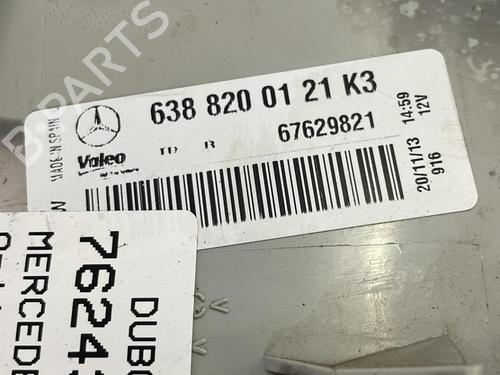 B-PARTS
MADE IN SPAIN
638 820 01 21 K3
Valeo
TD R
67629821
20/11/13 14:59
916 12V
M
7624
MERCEDE
DUBO